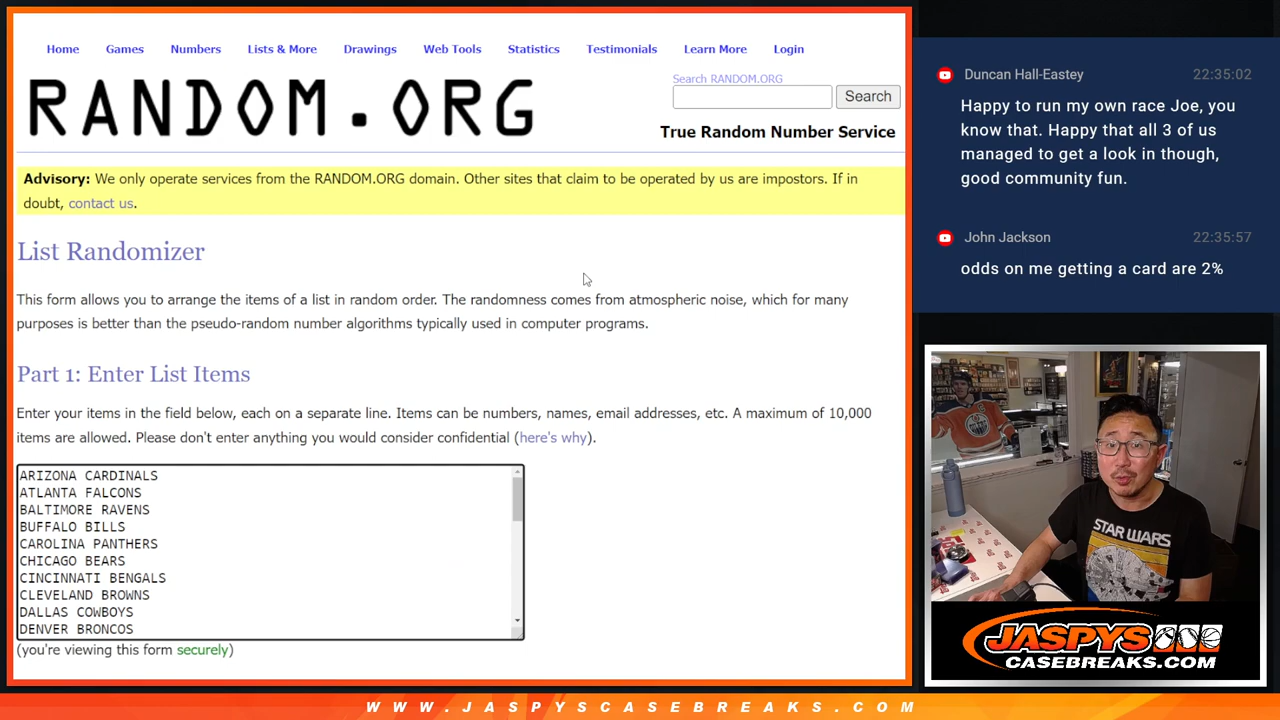 Home Games Numbers Lists & More Drawings Web Tools Statistics Testimonials Learn More Login
RANDOM.ORG
Search RANDOM.ORG
Search
True Random Number Service
Advisory: We only operate services from the RANDOM.ORG domain. Other sites that claim to be operated by us are impostors. If in
doubt, contact us.
List Randomizer
This form allows you to arrange the items of a list in random order. The randomness comes from atmospheric noise, which for many
purposes is better than the pseudo-random number algorithms typically used in computer programs.
Part 1: Enter List Items
Enter your items in the field below, each on a separate line. Items can be numbers, names, email addresses, etc. A maximum of 10,000
items are allowed. Please don't enter anything you would consider confidential (here's why).
ARIZONA CARDINALS
ATLANTA FALCONS
BALTIMORE RAVENS
BUFFALO BILLS
CAROLINA PANTHERS
CHICAGO BEARS
CINCINNATI BENGALS
CLEVELAND BROWNS
DALLAS COWBOYS
DENVER BRONCOS
(you're viewing this form securely)
Duncan Hall-Eastey 22:35:02
Happy to run my own race Joe, you
know that. Happy that all 3 of us
managed to get a look in though,
good community fun.
John Jackson 22:35:57
odds on me getting a card are 2%
STAR WARS
JASPYS
CASEBREAKS.COM
WWW.JASPYSCASEBREAKS.COM